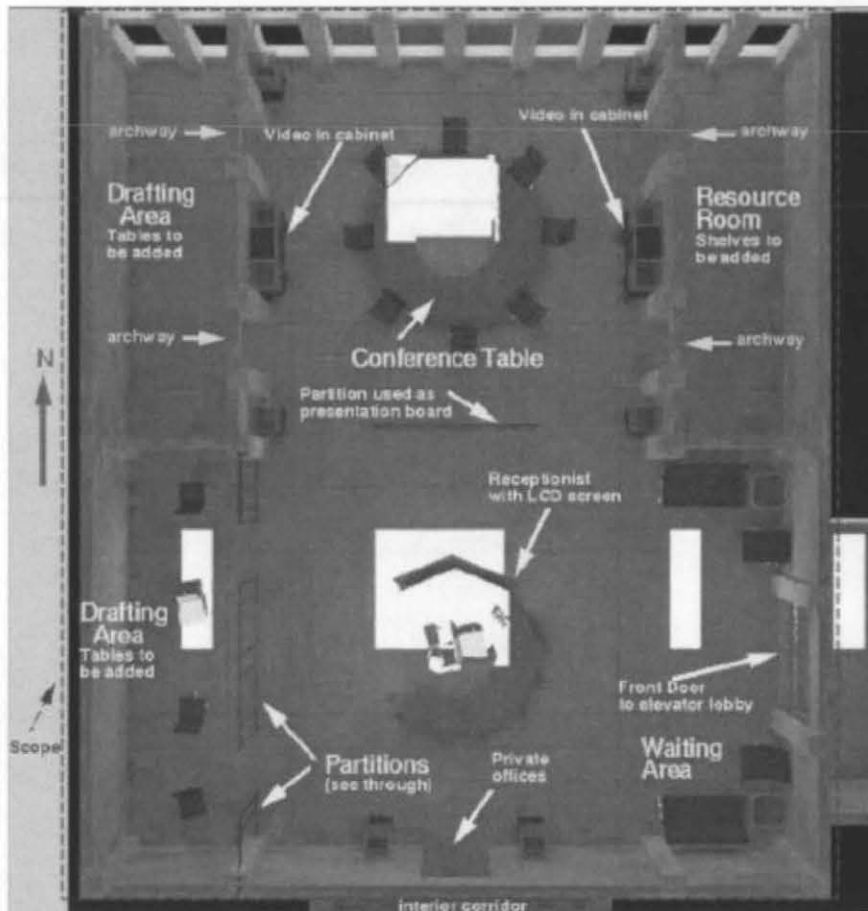 archway
Video in cabinet
Video in cabinet
archway
Drafting
Area
Tables to
be added
Resource
Room
Shelves to
be added
N
archway
archway
Conference Table
Partition used as
presentation board
Receptionist
with LCD screen
Drafting
Area
Tables to
be added
Front Door
to elevator lobby
Scope
Partitions
(see through)
Private
offices
Waiting
Area
interior corridor